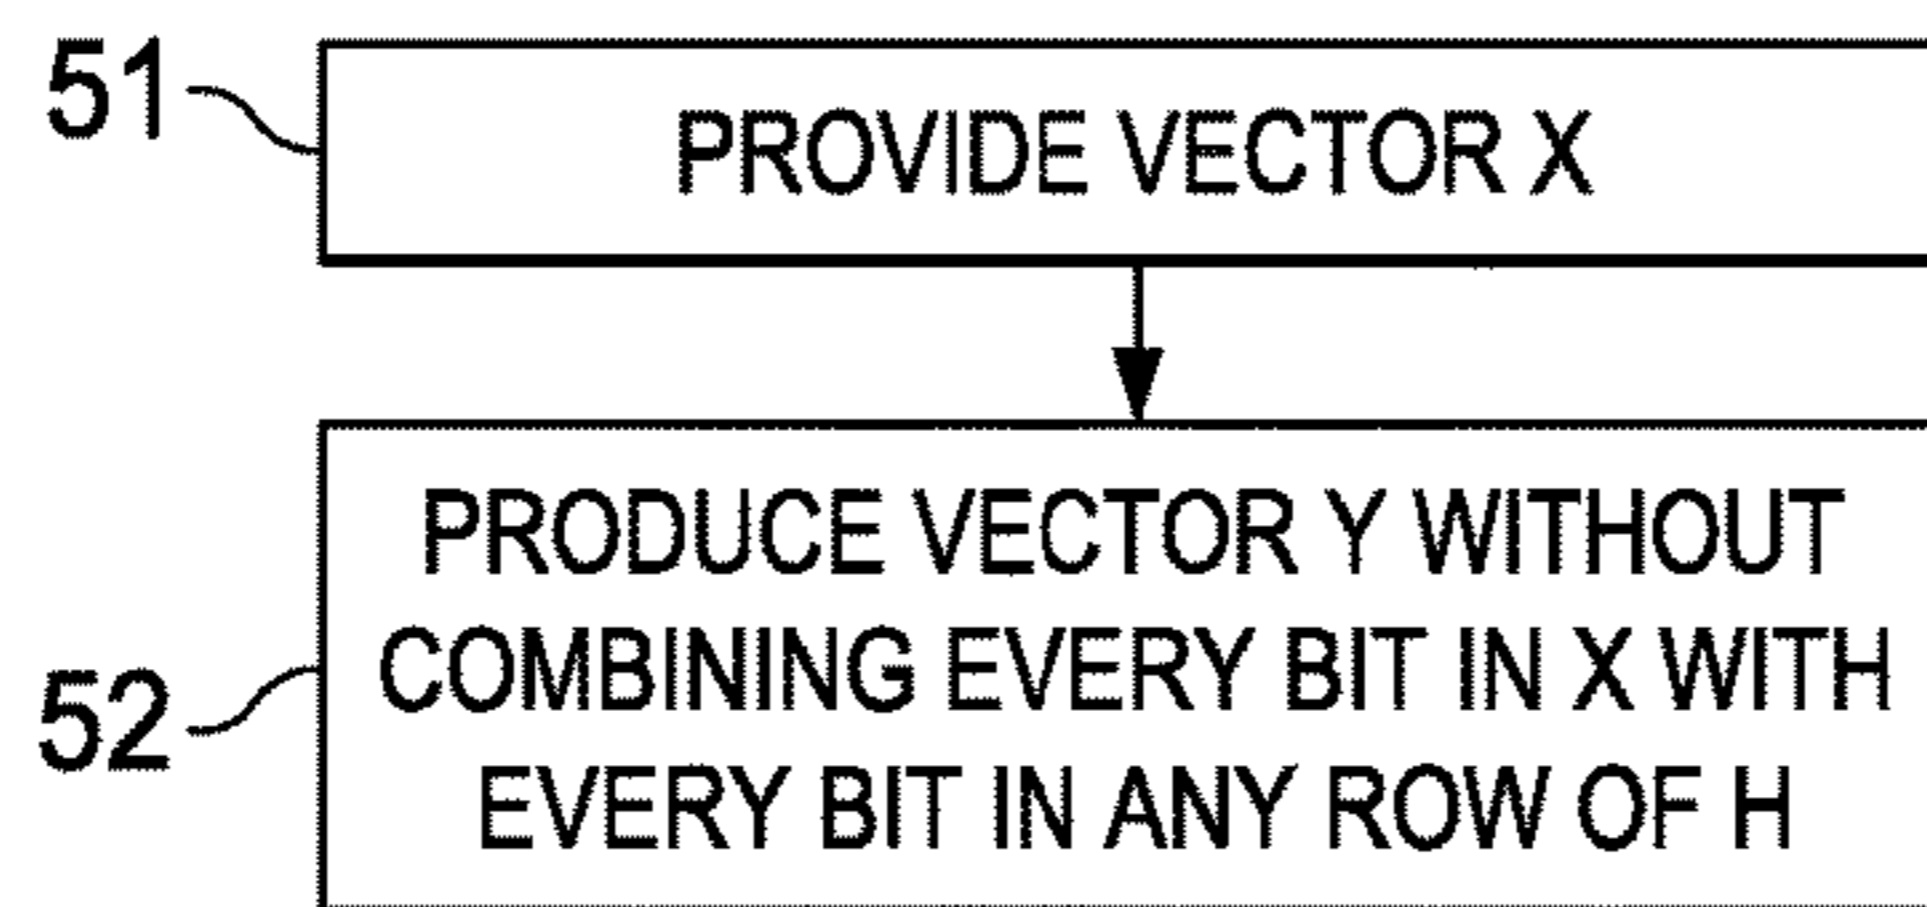 51
PROVIDE VECTOR X
PRODUCE VECTOR Y WITHOUT
COMBINING EVERY BIT IN X WITH
52
EVERY BIT IN ANY ROW OF H